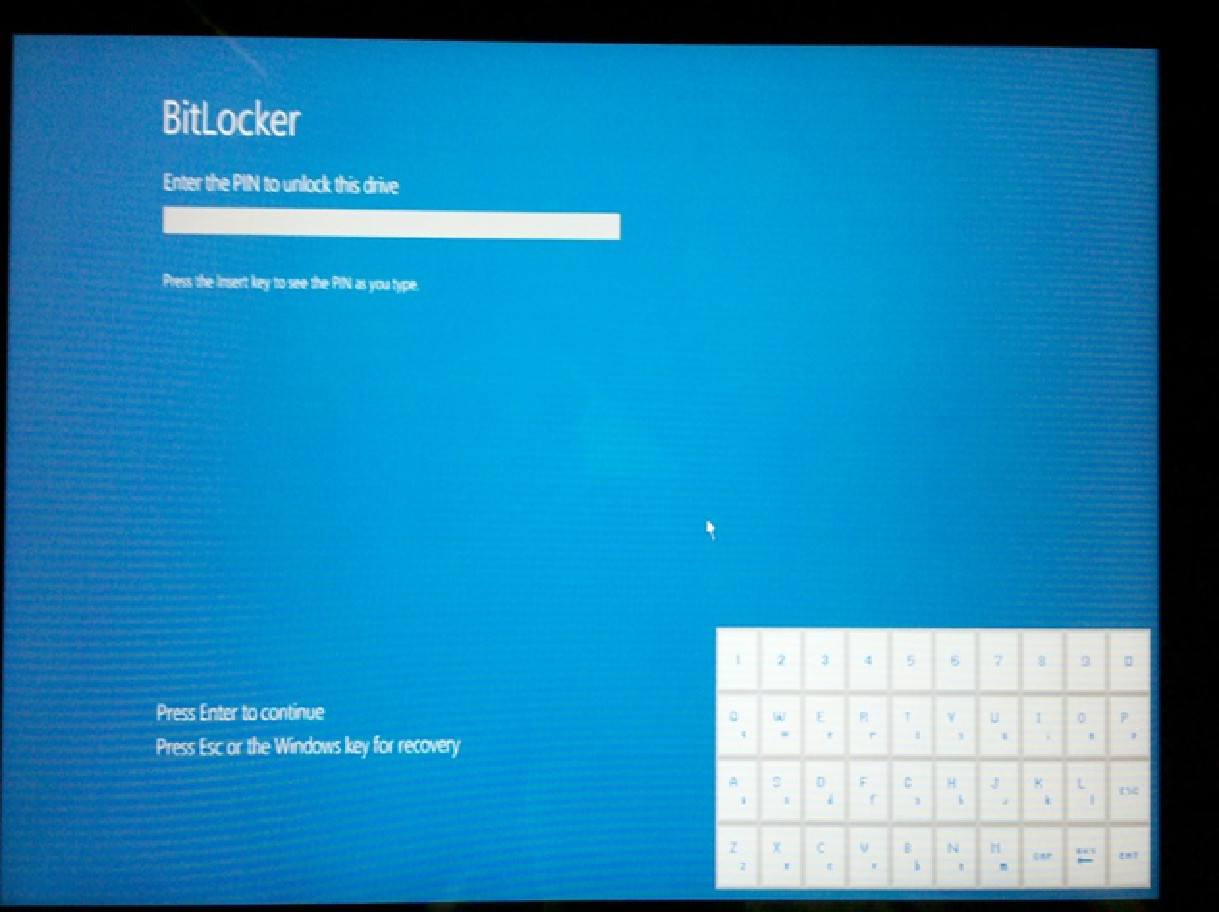 BitLocker
Enter the PIN to unlock this drive
Press the Insert key to see the PIN as you type.
Press Enter to continue
Press Esc or the Windows key for recovery
1 2 3 4 5 6 7 8 9 0
Q W E R T Y U I O P
A S D F G H J K L ESC
Z X C V B N M CAP BKS ENT